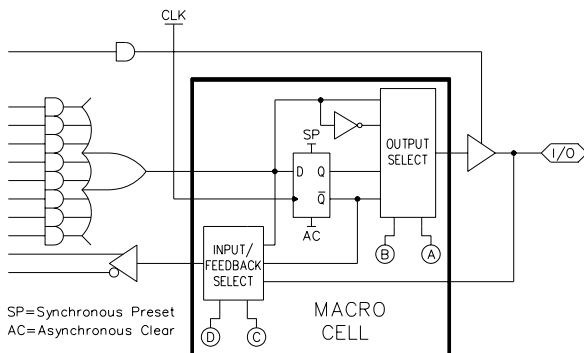 CLK
SP
D Q
Q
AC
OUTPUT
SELECT
I/O
B
A
INPUT/
FEEDBACK
SELECT
D
C
MACRO
CELL
SP=Synchronous Preset
AC=Asynchronous Clear